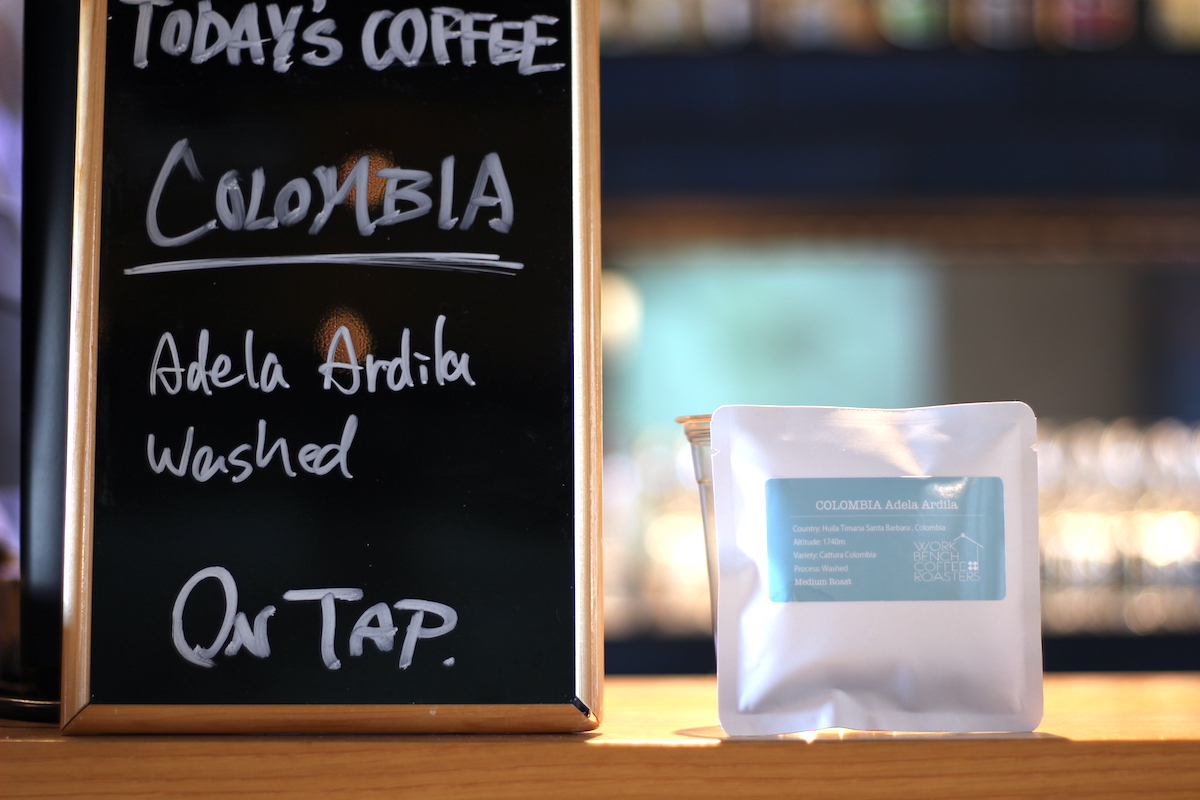 TODAY'S COFFEE
COLOMBIA
Adela Ardila
Washed
ON TAP.
COLOMBIA Adela Ardila
Country: Huila Timana Santa Barbara . Colombia
Altitude: 1740m
Variety: Cattura Colombia
Process: Washed
Medium Roast
WORK
BENCH
COFFEE
ROASTERS